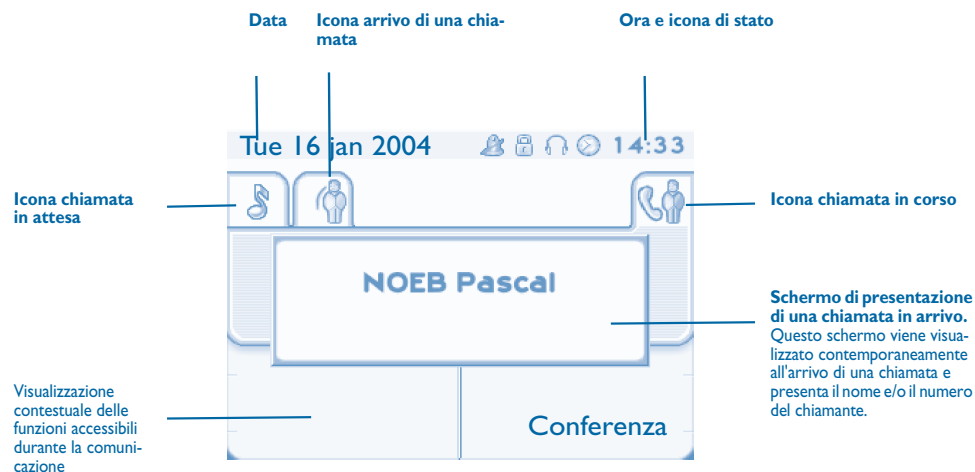 Data
Icona arrivo di una chia-
mata
Ora e icona di stato
Tue 16 jan 2004
14:33
Icona chiamata
in attesa
Icona chiamata in corso
NOEB Pascal
Schermo di presentazione
di una chiamata in arrivo.
Questo schermo viene visua-
lizzato contemporaneamente
all'arrivo di una chiamata e
presenta il nome e/o il numero
del chiamante.
Visualizzazione
contestuale delle
funzioni accessibili
durante la comuni-
cazione
Conferenza